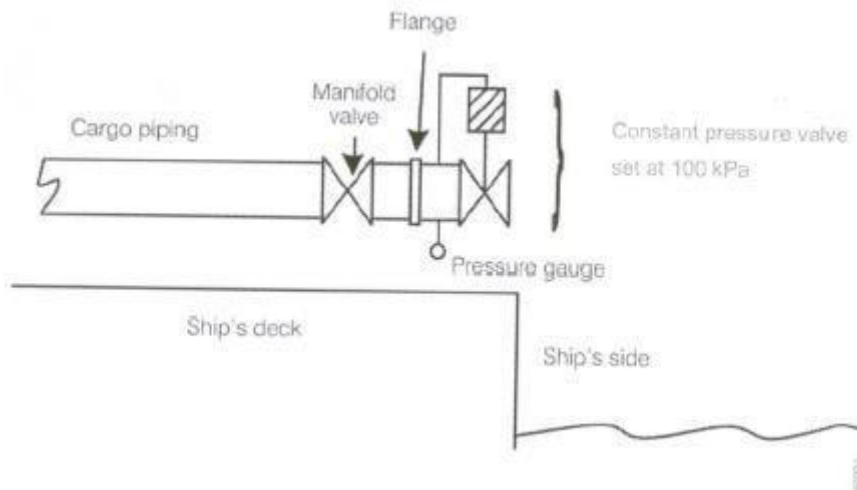 Flange
Manifold
valve
Cargo piping
Constant pressure valve
set at 100 kPa
Pressure gauge
Ship's deck
Ship's side